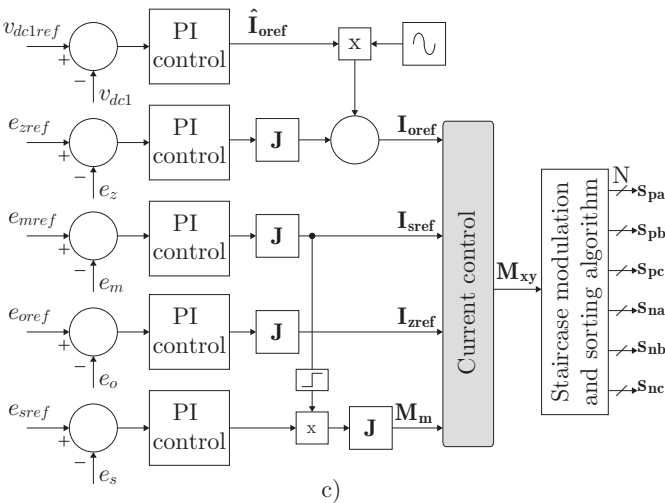 v_dc1ref
+
−
v_dc1
PI
control
Î_oref
x
e_zref
+
−
e_z
PI
control
J
I_oref
e_mref
+
−
e_m
PI
control
J
I_sref
e_oref
+
−
e_o
PI
control
J
I_zref
e_sref
+
−
e_s
PI
control
x
J
M_m
Current control
M_xy
Staircase modulation
and sorting algorithm
N
s_pa
s_pb
s_pc
s_na
s_nb
s_nc
c)